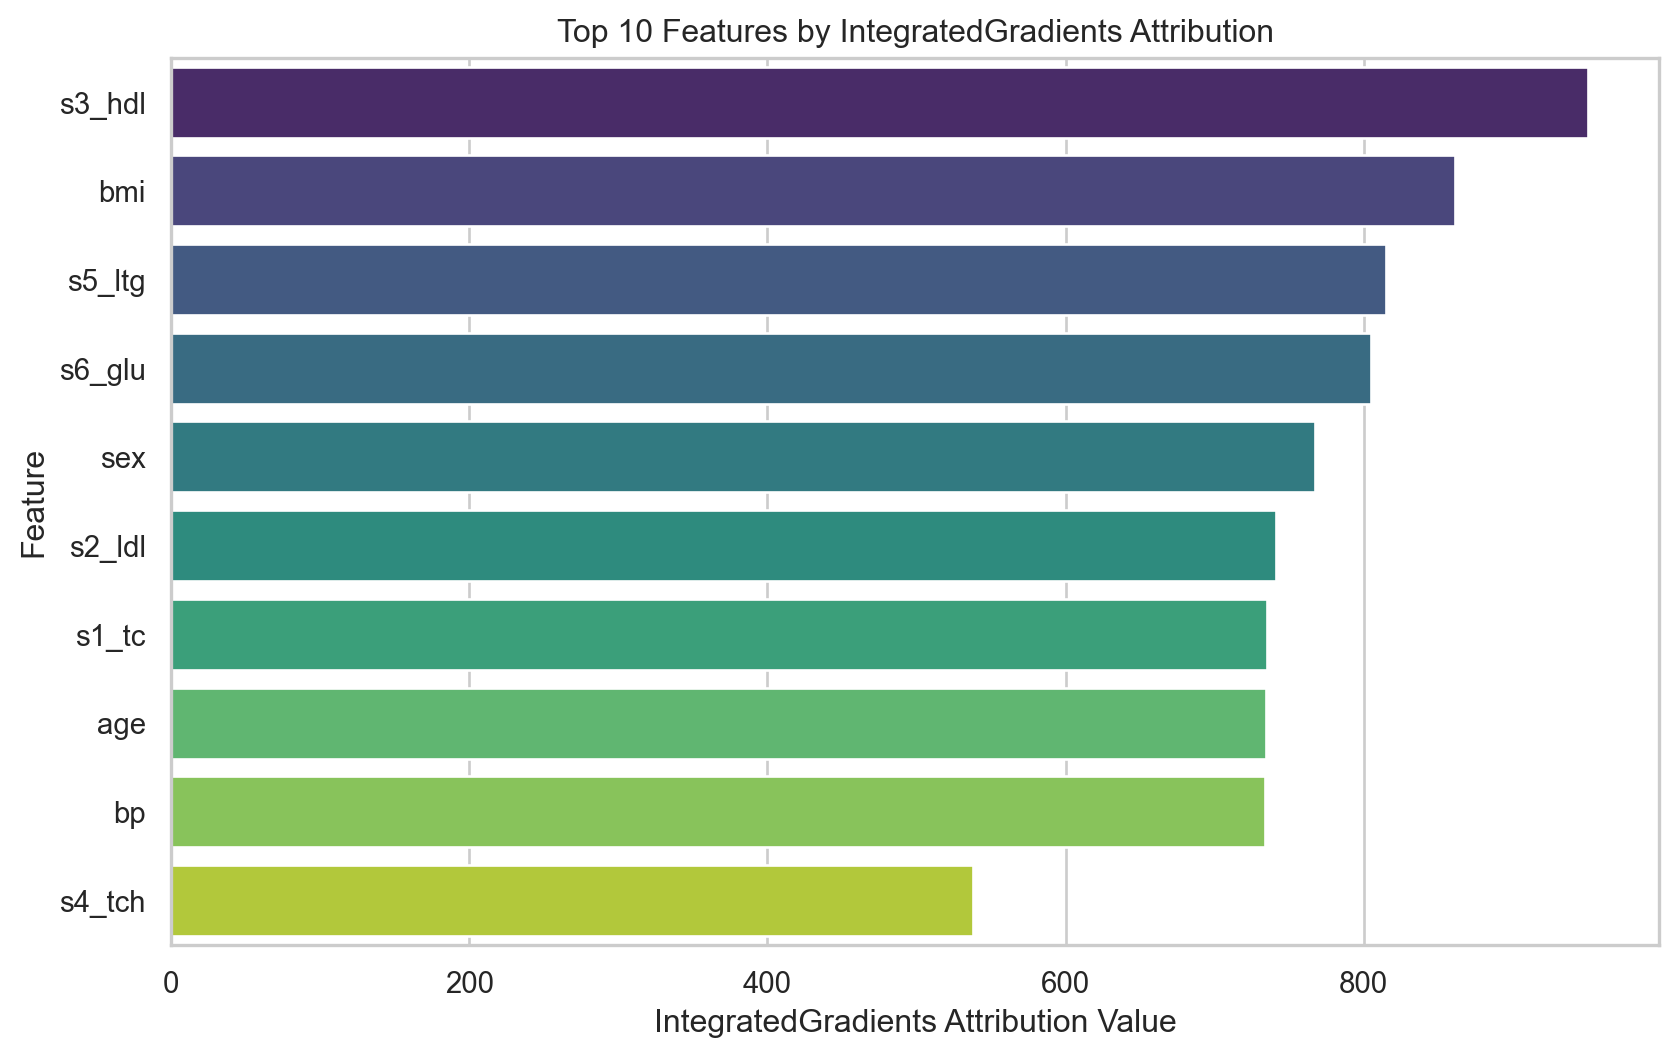 Top 10 Features by IntegratedGradients Attribution
s3_hdl
bmi
s5_ltg
s6_glu
sex
s2_ldl
s1_tc
age
bp
s4_tch
Feature
0 200 400 600 800
IntegratedGradients Attribution Value